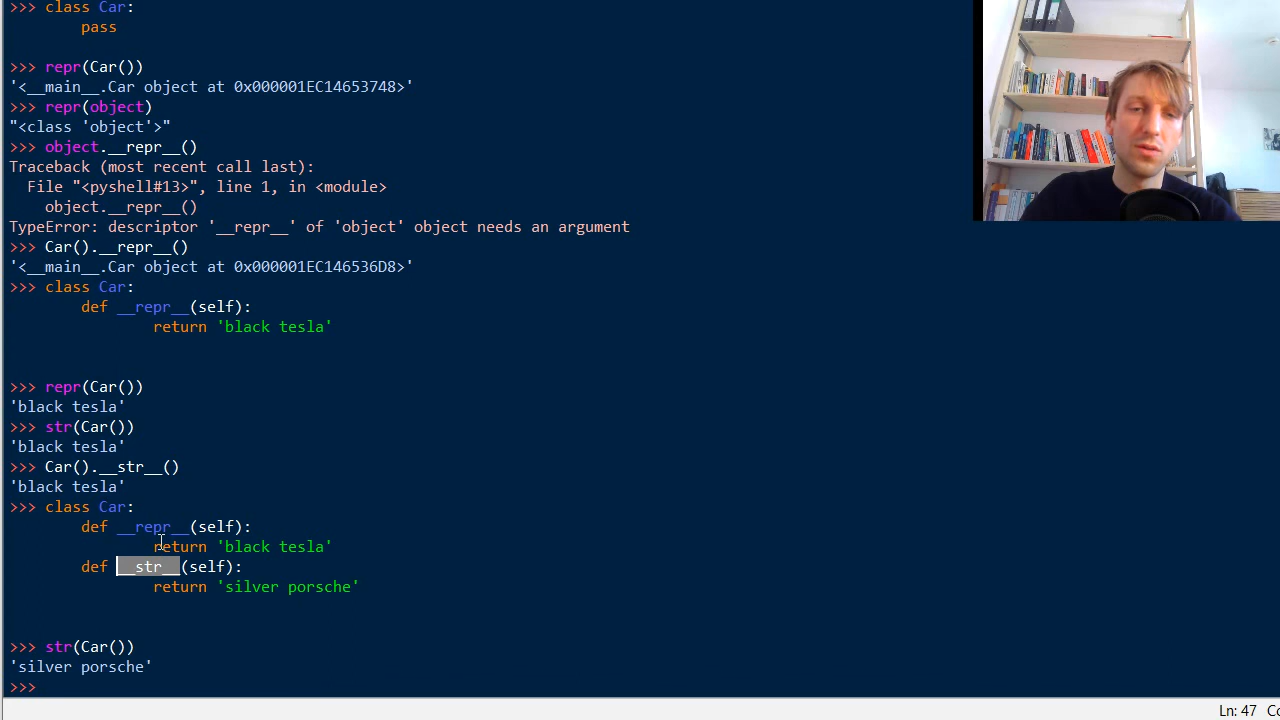 >>> class Car:
        pass

>>> repr(Car())
'<__main__.Car object at 0x000001EC14653748>'
>>> repr(object)
"<class 'object'>"
>>> object.__repr__()
Traceback (most recent call last):
  File "<pyshell#13>", line 1, in <module>
    object.__repr__()
TypeError: descriptor '__repr__' of 'object' object needs an argument
>>> Car().__repr__()
'<__main__.Car object at 0x000001EC146536D8>'
>>> class Car:
        def __repr__(self):
                return 'black tesla'

>>> repr(Car())
'black tesla'
>>> str(Car())
'black tesla'
>>> Car().__str__()
'black tesla'
>>> class Car:
        def __repr__(self):
                return 'black tesla'
        def __str__(self):
                return 'silver porsche'

>>> str(Car())
'silver porsche'
>>>
Ln: 47 Co